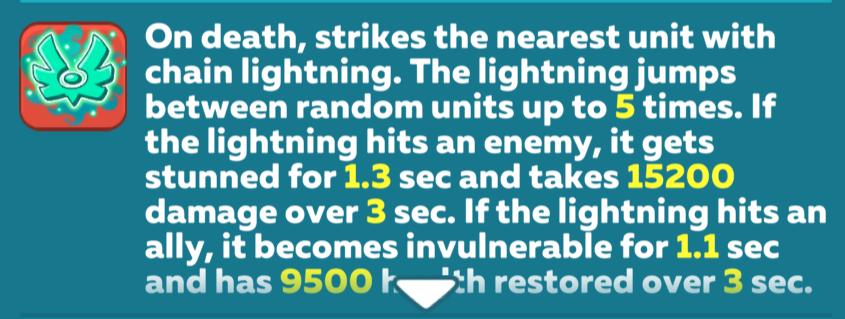 On death, strikes the nearest unit with
chain lightning. The lightning jumps
between random units up to 5 times. If
the lightning hits an enemy, it gets
stunned for 1.3 sec and takes 15200
damage over 3 sec. If the lightning hits an
ally, it becomes invulnerable for 1.1 sec
and has 9500 restored over 3 sec.